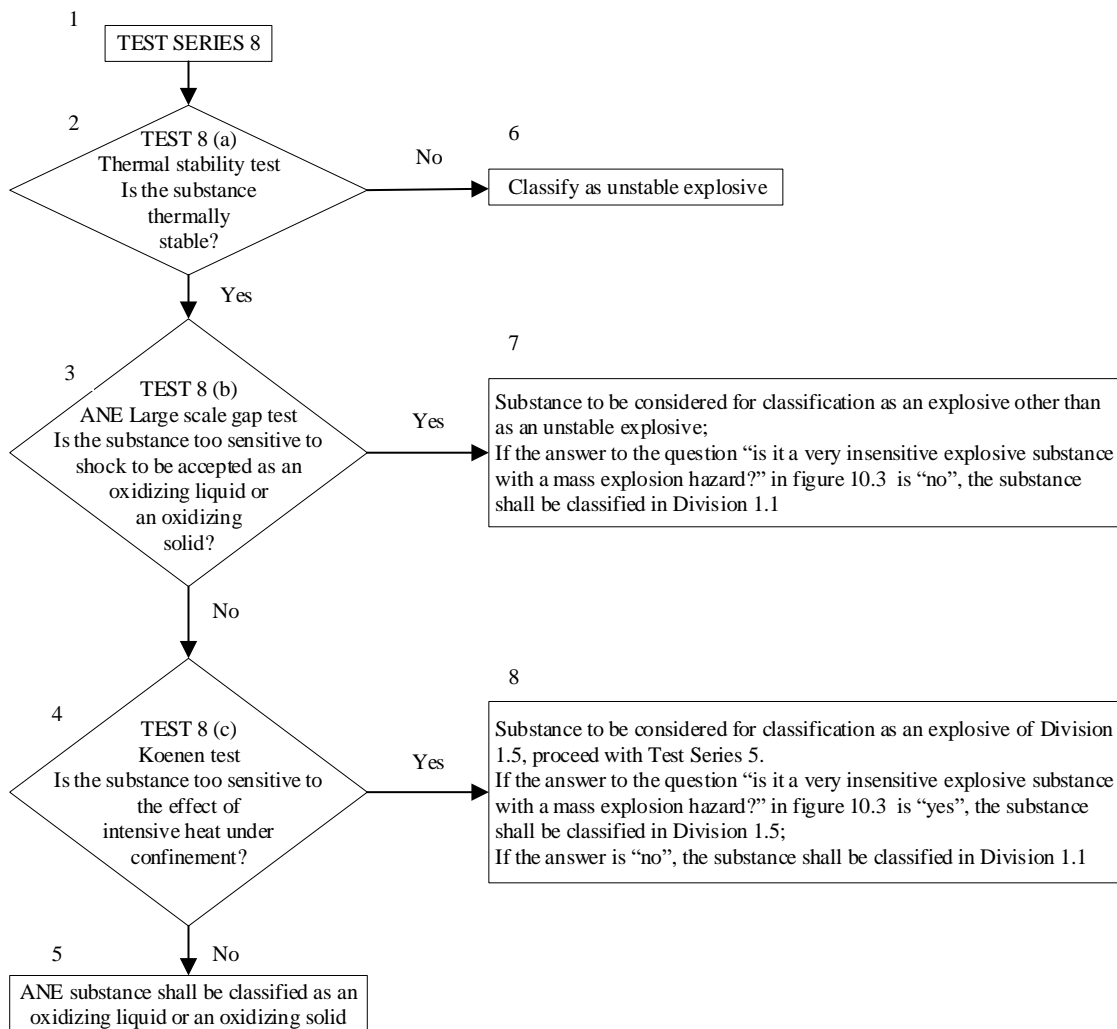 1
TEST SERIES 8
2
TEST 8 (a)
Thermal stability test
Is the substance
thermally
stable?
No
6
Classify as unstable explosive
Yes
3
TEST 8 (b)
ANE Large scale gap test
Is the substance too sensitive to
shock to be accepted as an
oxidizing liquid or
an oxidizing
solid?
Yes
7
Substance to be considered for classification as an explosive other than
as an unstable explosive;
If the answer to the question “is it a very insensitive explosive substance
with a mass explosion hazard?” in figure 10.3 is “no”, the substance
shall be classified in Division 1.1
No
4
TEST 8 (c)
Koenen test
Is the substance too sensitive to
the effect of
intensive heat under
confinement?
Yes
8
Substance to be considered for classification as an explosive of Division
1.5, proceed with Test Series 5.
If the answer to the question “is it a very insensitive explosive substance
with a mass explosion hazard?” in figure 10.3 is “yes”, the substance
shall be classified in Division 1.5;
If the answer is “no”, the substance shall be classified in Division 1.1
No
5
ANE substance shall be classified as an
oxidizing liquid or an oxidizing solid